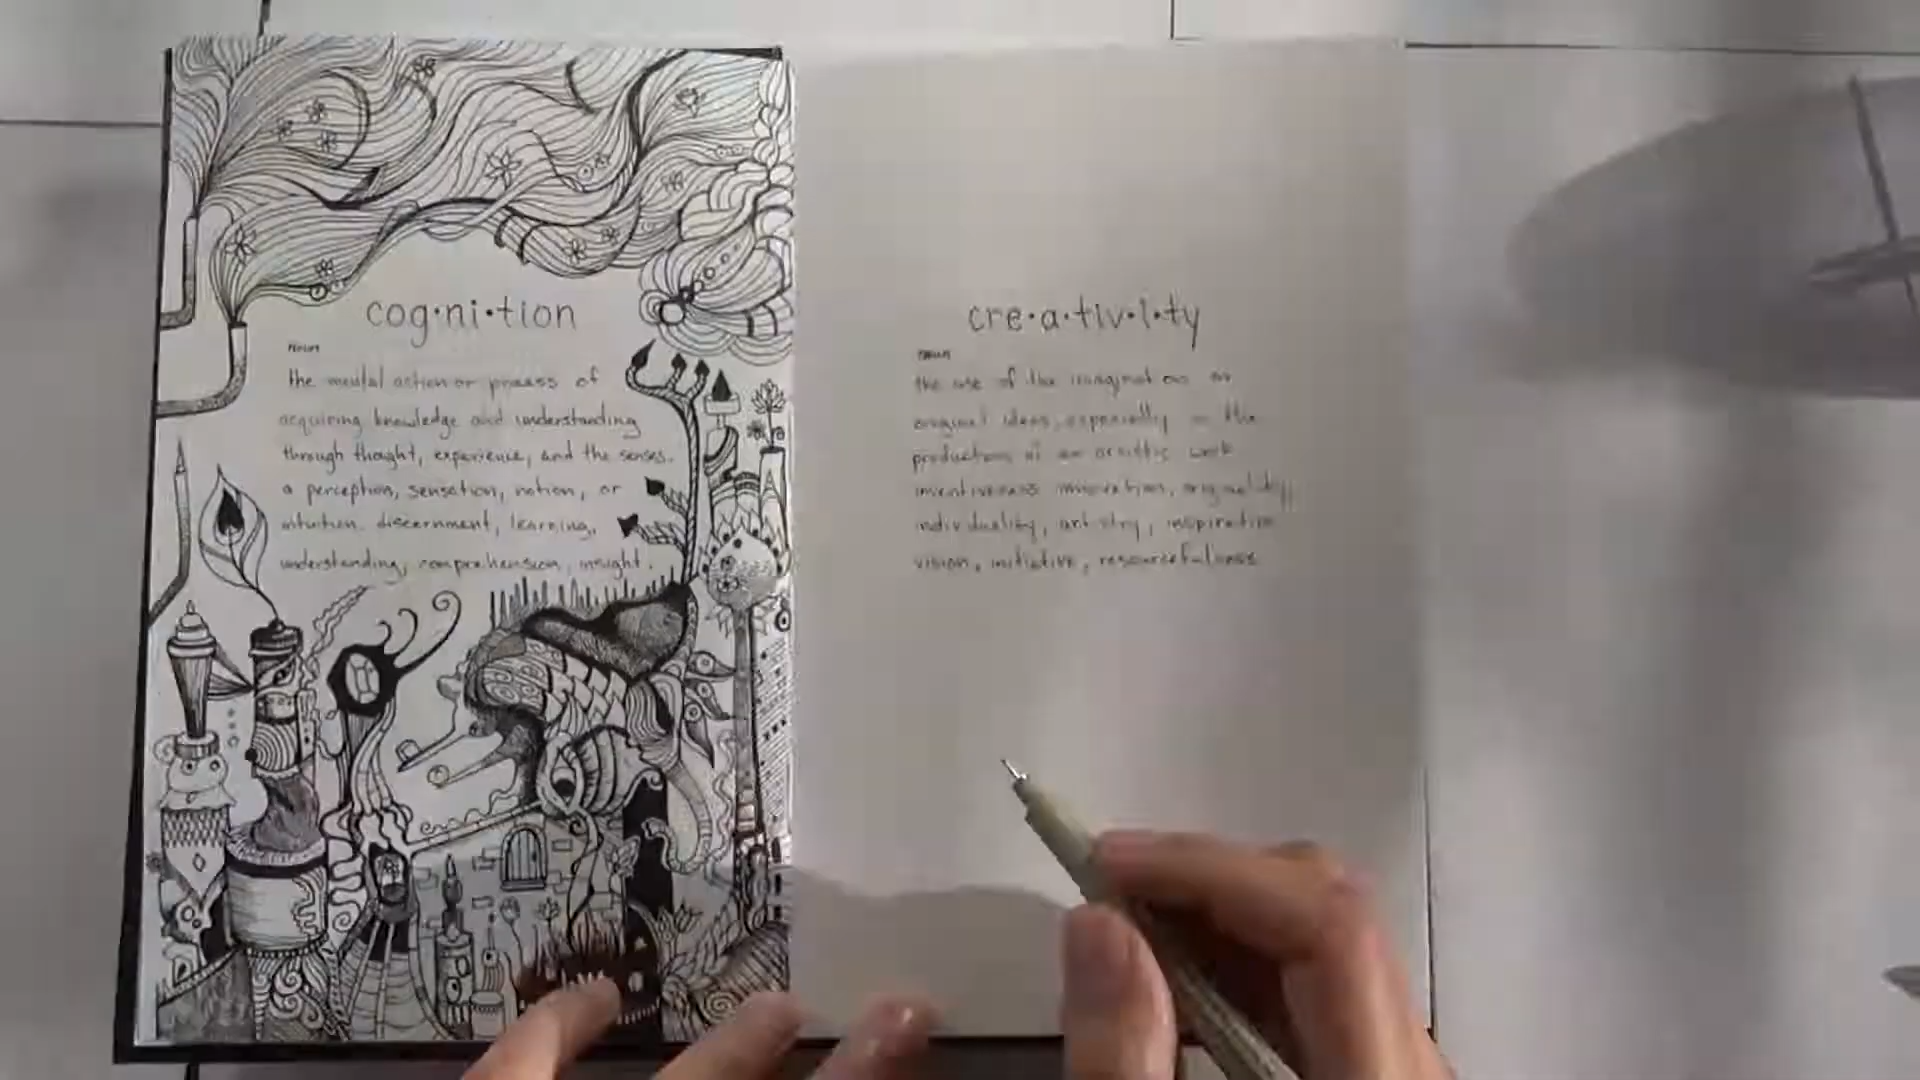 cog·ni·tion
noun
the mental action or process of
acquiring knowledge and understanding
through thought, experience, and the senses.
a perception, sensation, notion, or
intuition. discernment, learning,
understanding, comprehension, insight.
cre·a·tiv·i·ty
noun
the use of the imagination or
original ideas, especially in the
production of an artistic work
inventiveness innovation, originality,
individuality, artistry, inspiration
vision, initiative, resourcefulness